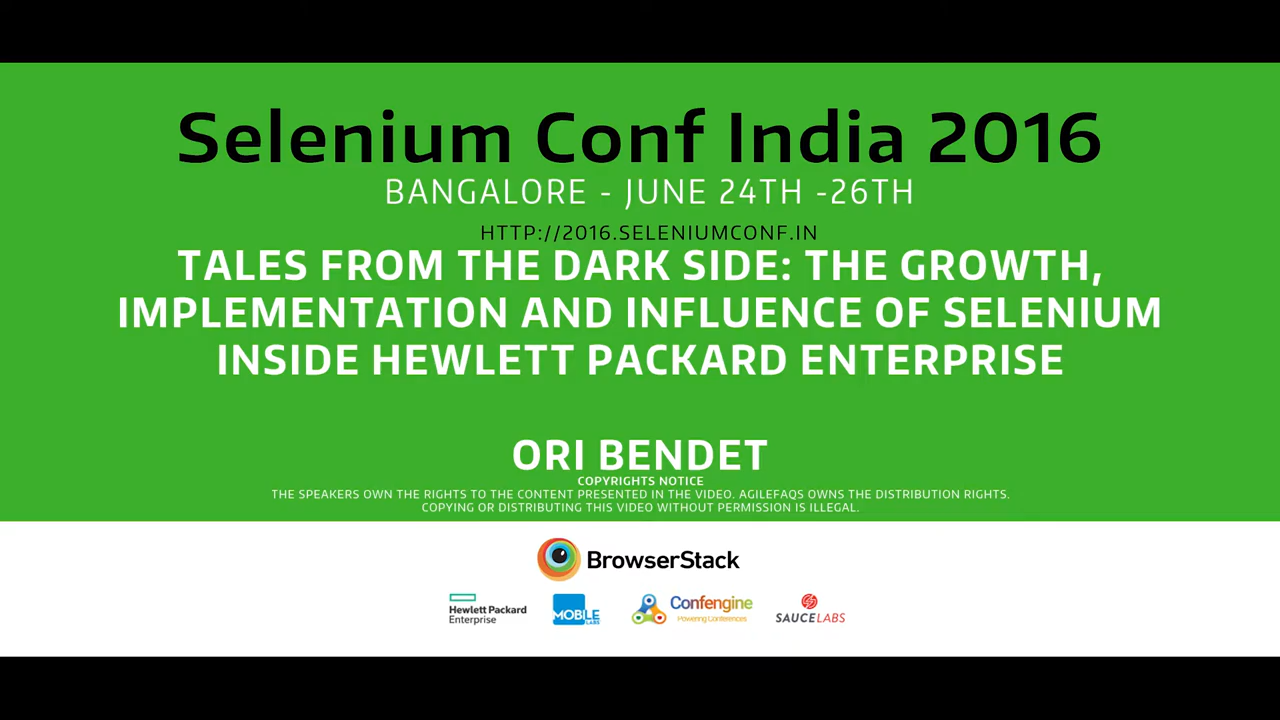 Selenium Conf India 2016
BANGALORE - JUNE 24TH -26TH
HTTP://2016.SELENIUMCONF.IN
TALES FROM THE DARK SIDE: THE GROWTH,
IMPLEMENTATION AND INFLUENCE OF SELENIUM
INSIDE HEWLETT PACKARD ENTERPRISE
ORI BENDET
COPYRIGHTS NOTICE
THE SPEAKERS OWN THE RIGHTS TO THE CONTENT PRESENTED IN THE VIDEO. AGILEFAQS OWNS THE DISTRIBUTION RIGHTS.
COPYING OR DISTRIBUTING THIS VIDEO WITHOUT PERMISSION IS ILLEGAL.
BrowserStack
Hewlett Packard
Enterprise
MOBILE
LABS
Confengine
Powering Conferences
SAUCELABS